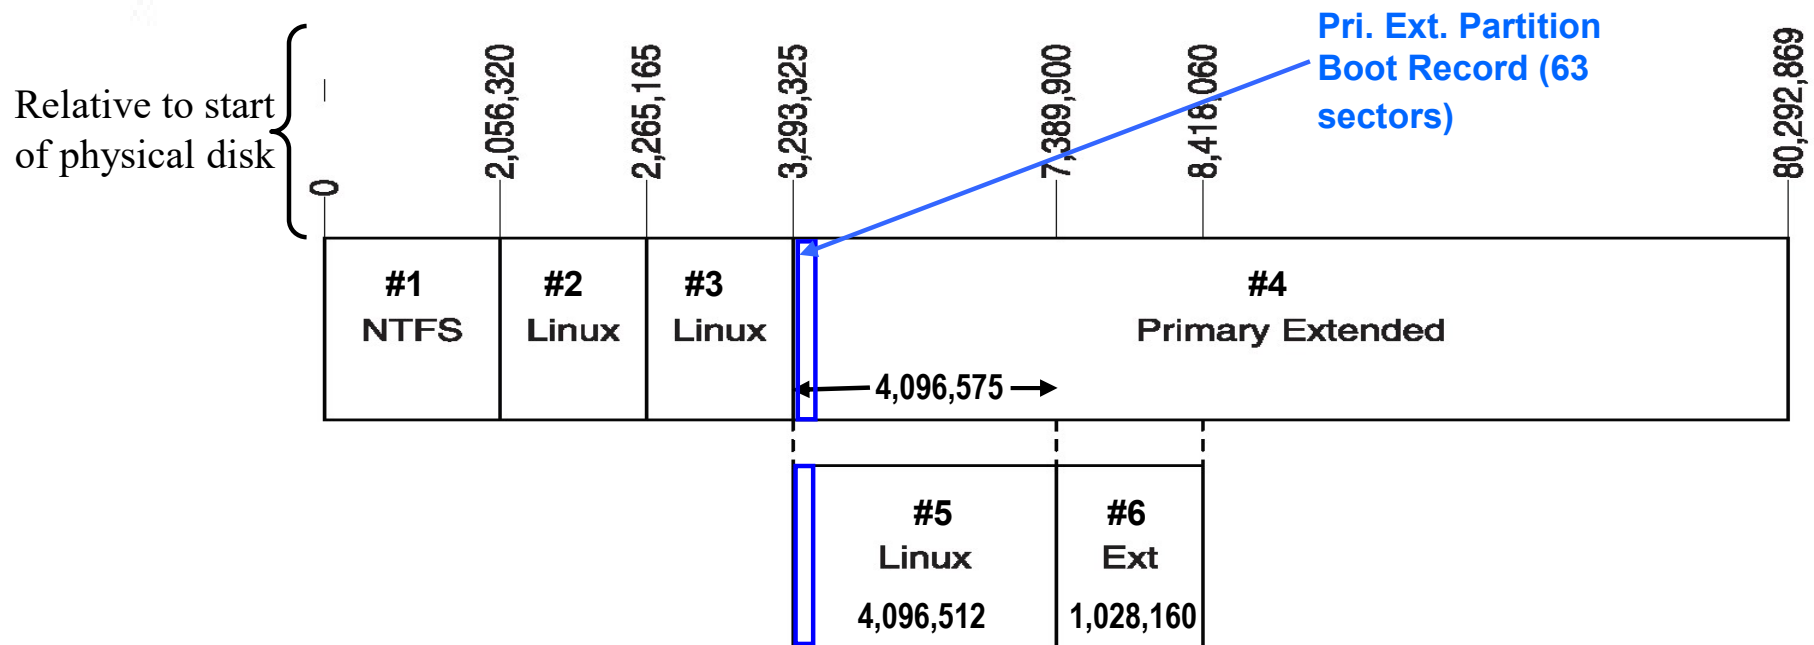 Pri. Ext. Partition
Boot Record (63
sectors)
Relative to start
of physical disk
0
2,056,320
2,265,165
3,293,325
7,389,900
8,418,060
80,292,869
#1
NTFS
#2
Linux
#3
Linux
#4
Primary Extended
4,096,575
#5
Linux
4,096,512
#6
Ext
1,028,160